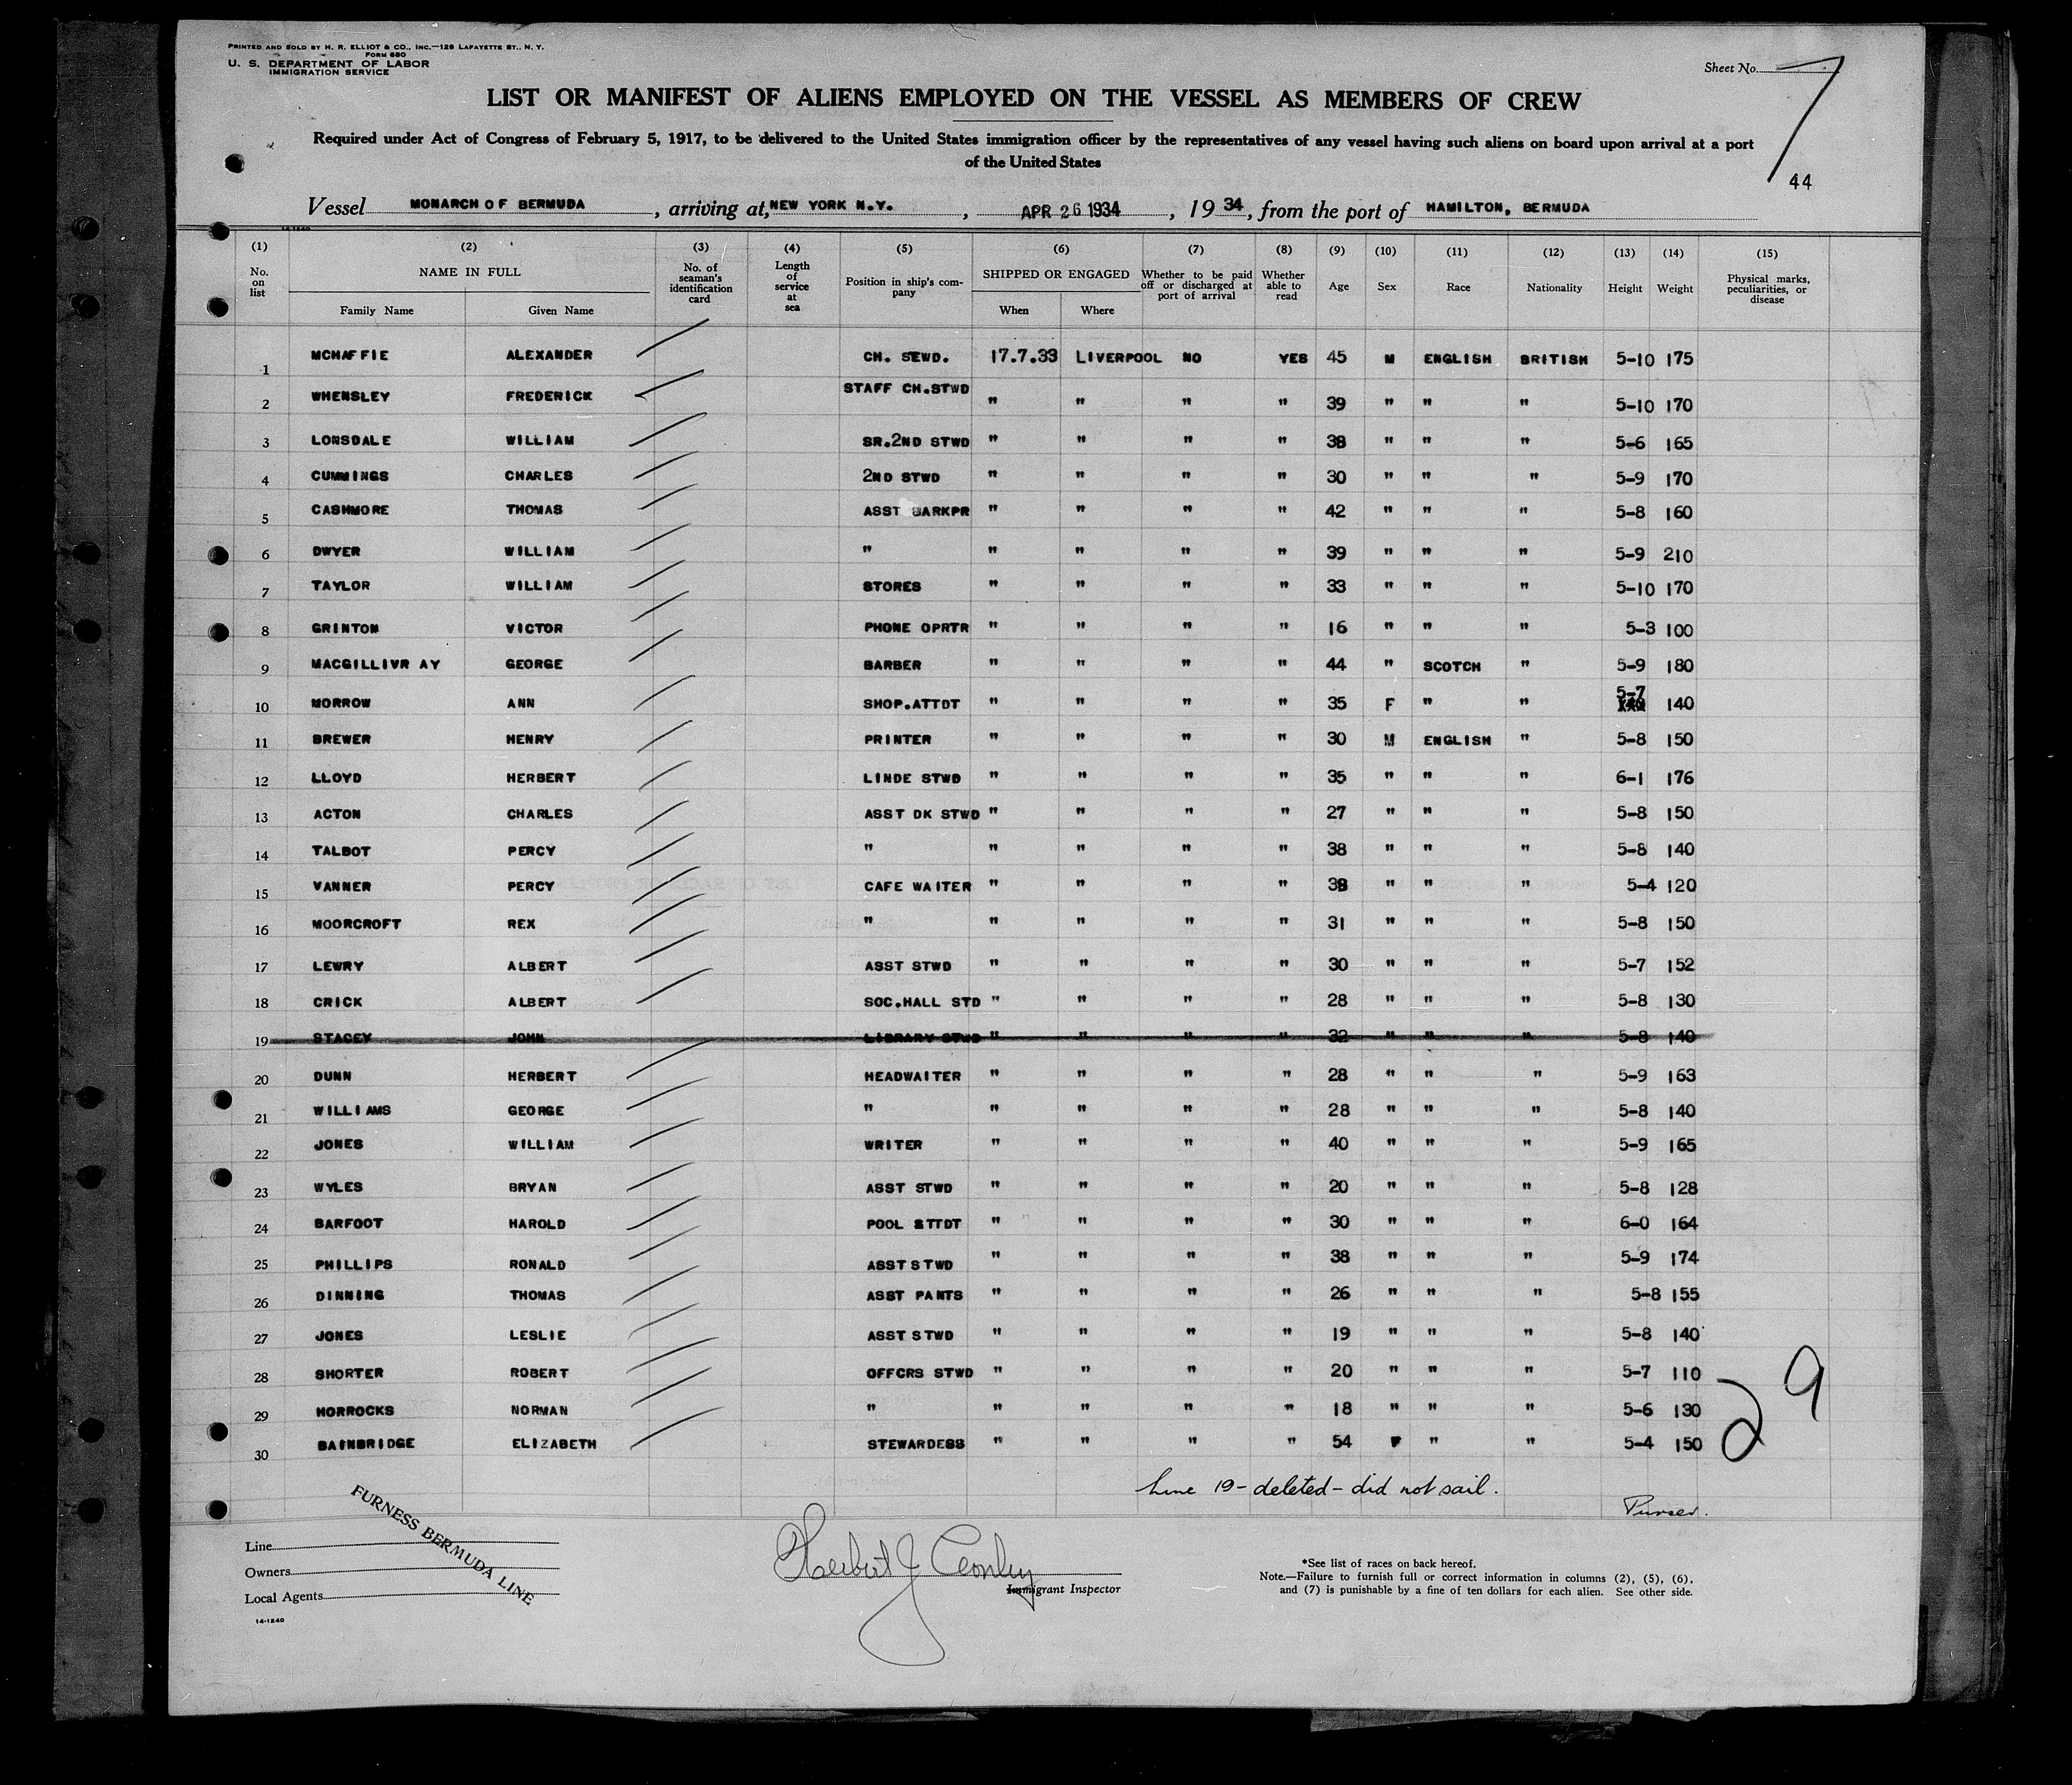 PRINTED AND SOLD BY H. R. ELLIOT & CO., INC.—129 LAFAYETTE ST., N. Y.
FORM 680
U. S. DEPARTMENT OF LABOR
IMMIGRATION SERVICE
Sheet No. 7
LIST OR MANIFEST OF ALIENS EMPLOYED ON THE VESSEL AS MEMBERS OF CREW
Required under Act of Congress of February 5, 1917, to be delivered to the United States immigration officer by the representatives of any vessel having such aliens on board upon arrival at a port
of the United States
44
Vessel MONARCH OF BERMUDA, arriving at, NEW YORK N.Y., APR 26 1934, 1934, from the port of HAMILTON, BERMUDA
14-1240
(1) (2) (3) (4) (5) (6) (7) (8) (9) (10) (11) (12) (13) (14) (15)
No. on list NAME IN FULL Family Name Given Name No. of seaman's identification card Length of service at sea Position in ship's company SHIPPED OR ENGAGED When Where Whether to be paid off or discharged at port of arrival Whether able to read Age Sex Race Nationality Height Weight Physical marks, peculiarities, or disease
1 MCHAFFIE ALEXANDER CH. SEWD. 17.7.33 LIVERPOOL NO YES 45 M ENGLISH BRITISH 5-10 175
2 WHENSLEY FREDERICK STAFF CH.STWD " " " " 39 " " " 5-10 170
3 LONSDALE WILLIAM SR.2ND STWD " " " " 38 " " " 5-6 165
4 CUMMINGS CHARLES 2ND STWD " " " " 30 " " " 5-9 170
5 CASHMORE THOMAS ASST BARKPR " " " " 42 " " " 5-8 160
6 DWYER WILLIAM " " " " " 39 " " " 5-9 210
7 TAYLOR WILLIAM STORES " " " " 33 " " " 5-10 170
8 GRINTON VICTOR PHONE OPRTR " " " " 16 " " " 5-3 100
9 MACGILLIVR AY GEORGE BARBER " " " " 44 " SCOTCH " 5-9 180
10 MORROW ANN SHOP.ATTDT " " " " 35 F " " 5-7 140
11 BREWER HENRY PRINTER " " " " 30 M ENGLISH " 5-8 150
12 LLOYD HERBERT LINDE STWD " " " " 35 " " " 6-1 176
13 ACTON CHARLES ASST DK STWD " " " " 27 " " " 5-8 150
14 TALBOT PERCY " " " " " 38 " " " 5-8 140
15 VANNER PERCY CAFE WAITER " " " " 38 " " " 5-4 120
16 MOORCROFT REX " " " " " 31 " " " 5-8 150
17 LEWRY ALBERT ASST STWD " " " " 30 " " " 5-7 152
18 CRICK ALBERT SOC.HALL STD " " " " 28 " " " 5-8 130
19 STACEY JOHN LIBRARY STWD " " " " 32 " " " 5-8 140
20 DUNN HERBERT HEADWAITER " " " " 28 " " " 5-9 163
21 WILLIAMS GEORGE " " " " " 28 " " " 5-8 140
22 JONES WILLIAM WRITER " " " " 40 " " " 5-9 165
23 WYLES BRYAN ASST STWD " " " " 20 " " " 5-8 128
24 BARFOOT HAROLD POOL STTDT " " " " 30 " " " 6-0 164
25 PHILLIPS RONALD ASST STWD " " " " 38 " " " 5-9 174
26 DINNING THOMAS ASST PANTS " " " " 26 " " " 5-8 155
27 JONES LESLIE ASST STWD " " " " 19 " " " 5-8 140
28 SHORTER ROBERT OFFCRS STWD " " " " 20 " " " 5-7 110
29 HORROCKS NORMAN " " " " " 18 " " " 5-6 130
30 BAINBRIDGE ELIZABETH STEWARDESS " " " " 54 F " " 5-4 150
29
Line 19 - deleted - did not sail.
Purser.
FURNESS BERMUDA LINE
Line
Owners
Local Agents
14-1240
Herbert J Conley
Immigrant Inspector
*See list of races on back hereof.
Note.—Failure to furnish full or correct information in columns (2), (5), (6),
and (7) is punishable by a fine of ten dollars for each alien. See other side.